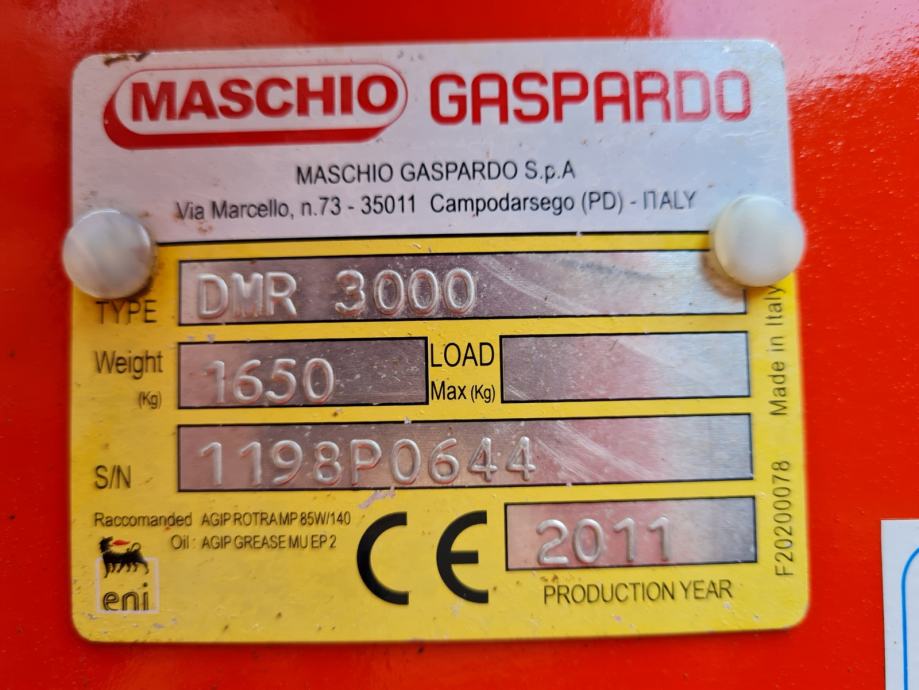 MASCHIO GASPARDO
MASCHIO GASPARDO S.p.A
Via Marcello, n.73 - 35011 Campodarsego (PD) - ITALY
TYPE DMR 3000
Weight (Kg) 1650 LOAD Max (Kg)
S/N 1198P0644
Raccomanded AGIP ROTRA MP 85W/140
Oil : AGIP GREASE MU EP 2
eni
CE
2011
PRODUCTION YEAR
Made in Italy
F20200078